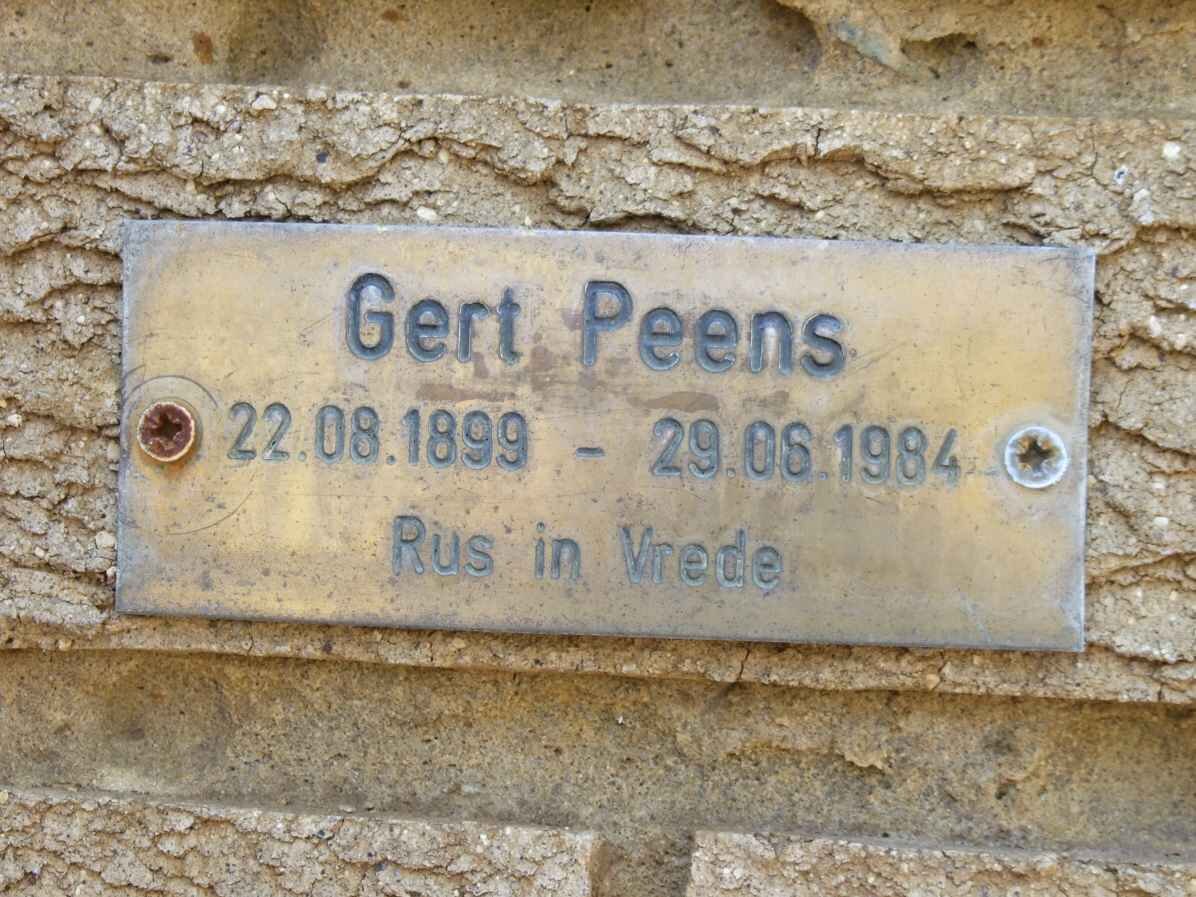 Gert Peens
22.08.1899 - 29.06.1984
Rus in Vrede